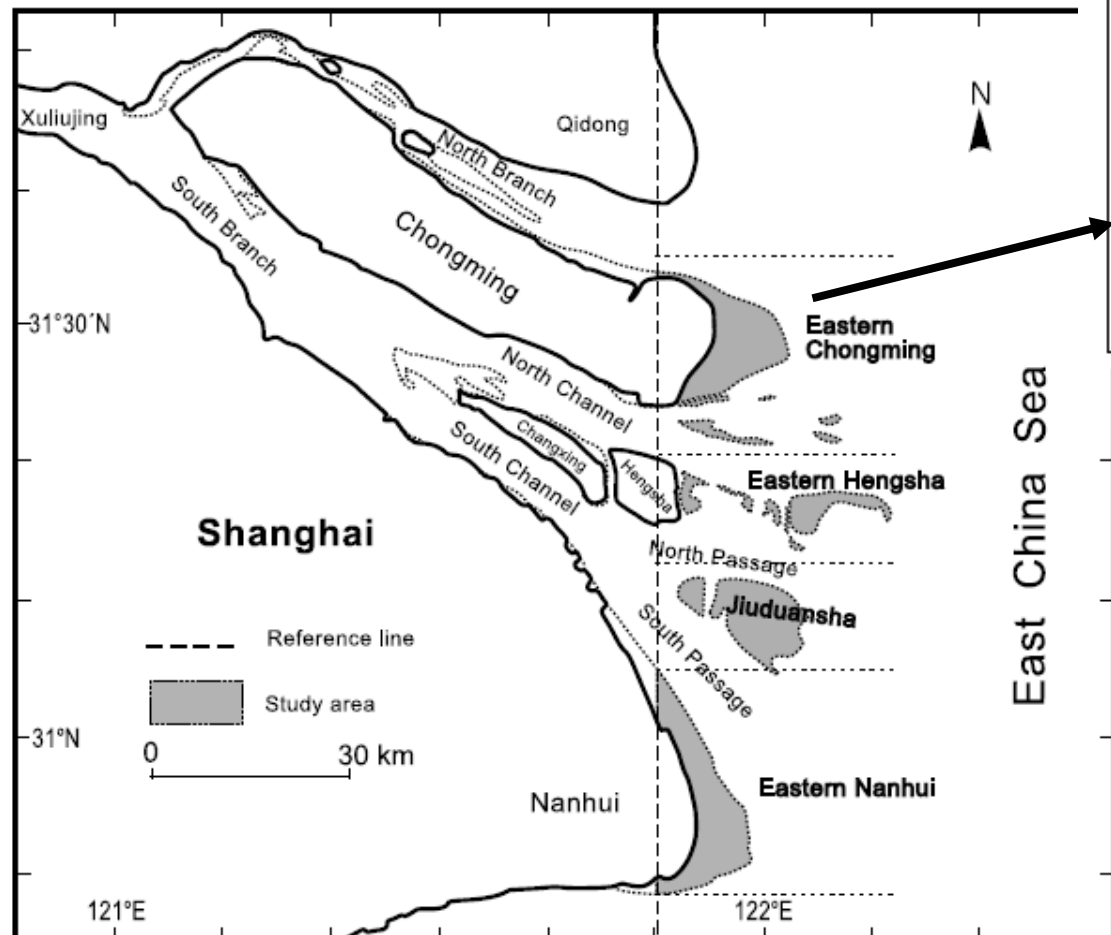 N
Xuliujing
Qidong
North Branch
South Branch
Chongming
31°30´N
Eastern
Chongming
North Channel
Changxing
South Channel
Hengsha
Eastern Hengsha
East China Sea
Shanghai
North Passage
Jiuduansha
South Passage
Reference line
Study area
0 30 km
31°N
Nanhui
Eastern Nanhui
121°E
122°E